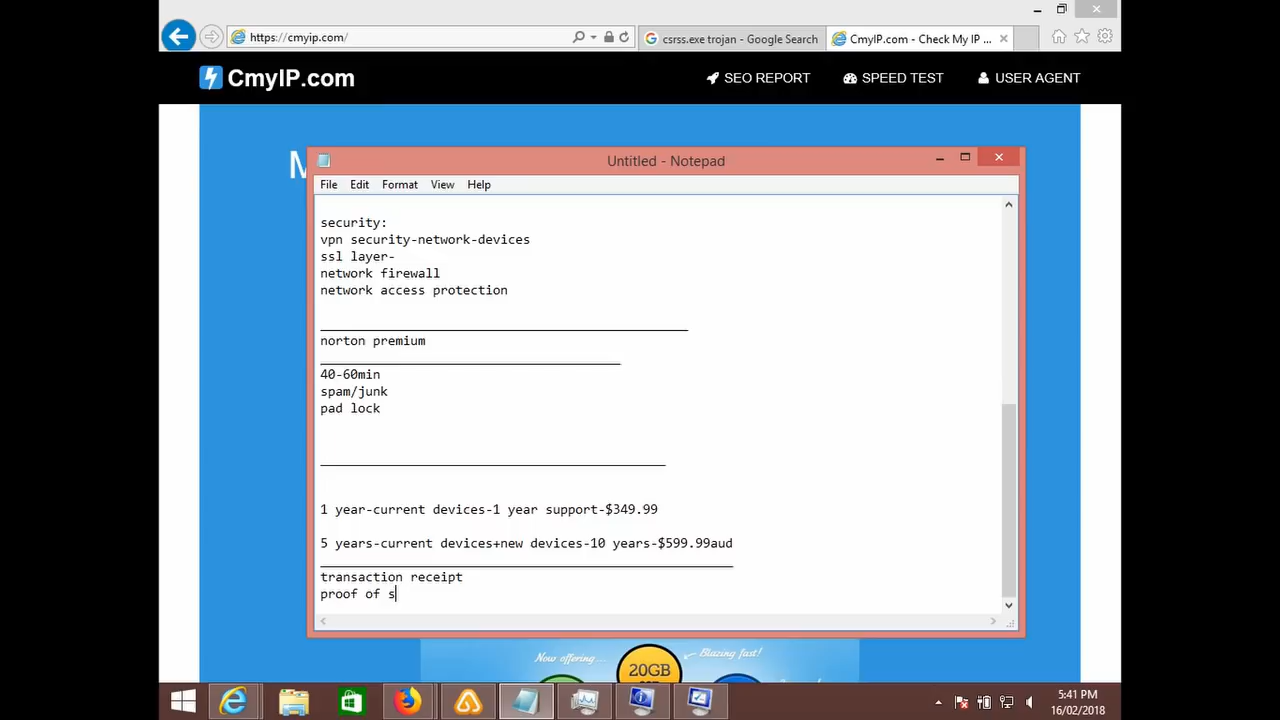 https://cmyip.com/
csrss.exe trojan - Google Search
CmyIP.com - Check My IP ...
CmyIP.com
SEO REPORT
SPEED TEST
USER AGENT
M
Untitled - Notepad
File Edit Format View Help
security:
vpn security-network-devices
ssl layer-
network firewall
network access protection
norton premium
40-60min
spam/junk
pad lock
1 year-current devices-1 year support-$349.99
5 years-current devices+new devices-10 years-$599.99aud
transaction receipt
proof of s
Now offering...
20GB
Blazing fast!
5:41 PM
16/02/2018